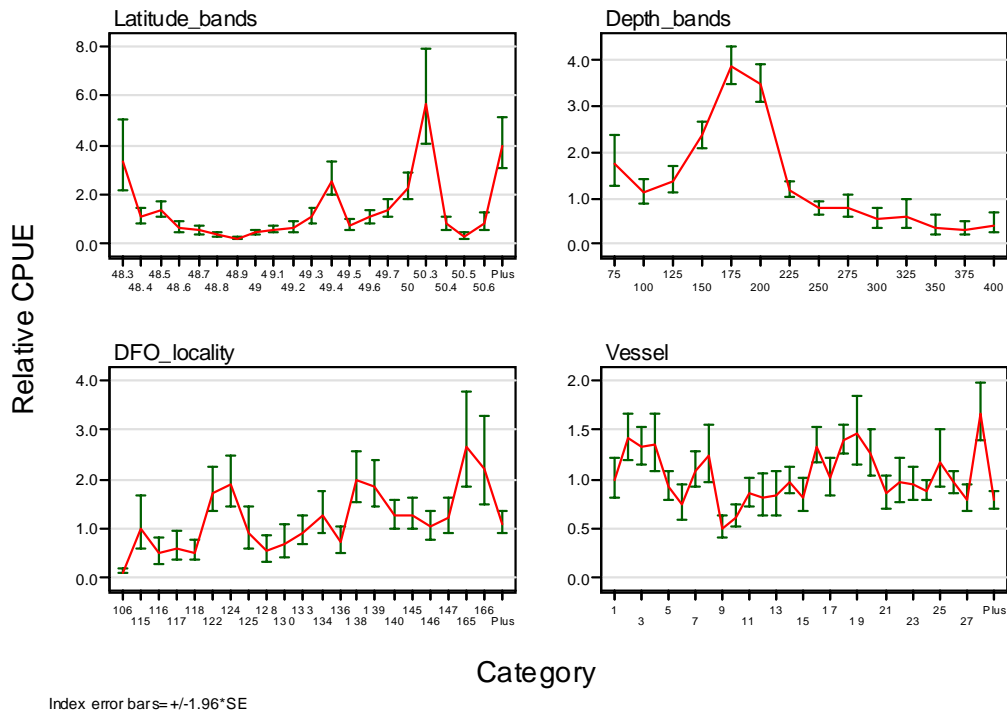 Latitude_bands
8.0
6.0
4.0
2.0
0.0
48.3 48.5 48.7 48.9 49.1 49.3 49.5 49.7 50.3 50.5 Plus
48.4 48.6 48.8 49 49.2 49.4 49.6 50 50.4 50.6
Depth_bands
4.0
3.0
2.0
1.0
0.0
75 125 175 225 275 325 375
100 150 200 250 300 350 400
Relative CPUE
DFO_locality
4.0
3.0
2.0
1.0
0.0
106 116 118 124 128 133 136 139 145 147 166
115 117 122 125 130 134 138 140 146 165 Plus
Vessel
2.0
1.5
1.0
0.5
0.0
1 5 9 13 17 21 25 Plus
3 7 11 15 19 23 27
Category
Index error bars=+/-1.96*SE